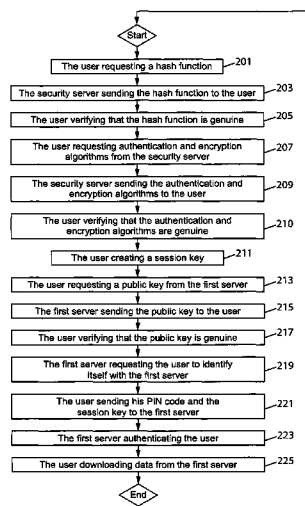 Start
The user requesting a hash function
201
The security server sending the hash function to the user
203
The user verifying that the hash function is genuine
205
The user requesting authentication and encryption
algorithms from the security server
207
The security server sending the authentication and
encryption algorithms to the user
209
The user verifying that the authentication and
encryption algorithms are genuine
210
The user creating a session key
211
The user requesting a public key from the first server
213
The first server sending the public key to the user
215
The user verifying that the public key is genuine
217
The first server requesting the user to identify
itself with the first server
219
The user sending his PIN code and the
session key to the first server
221
The first server authenticating the user
223
The user downloading data from the first server
225
End